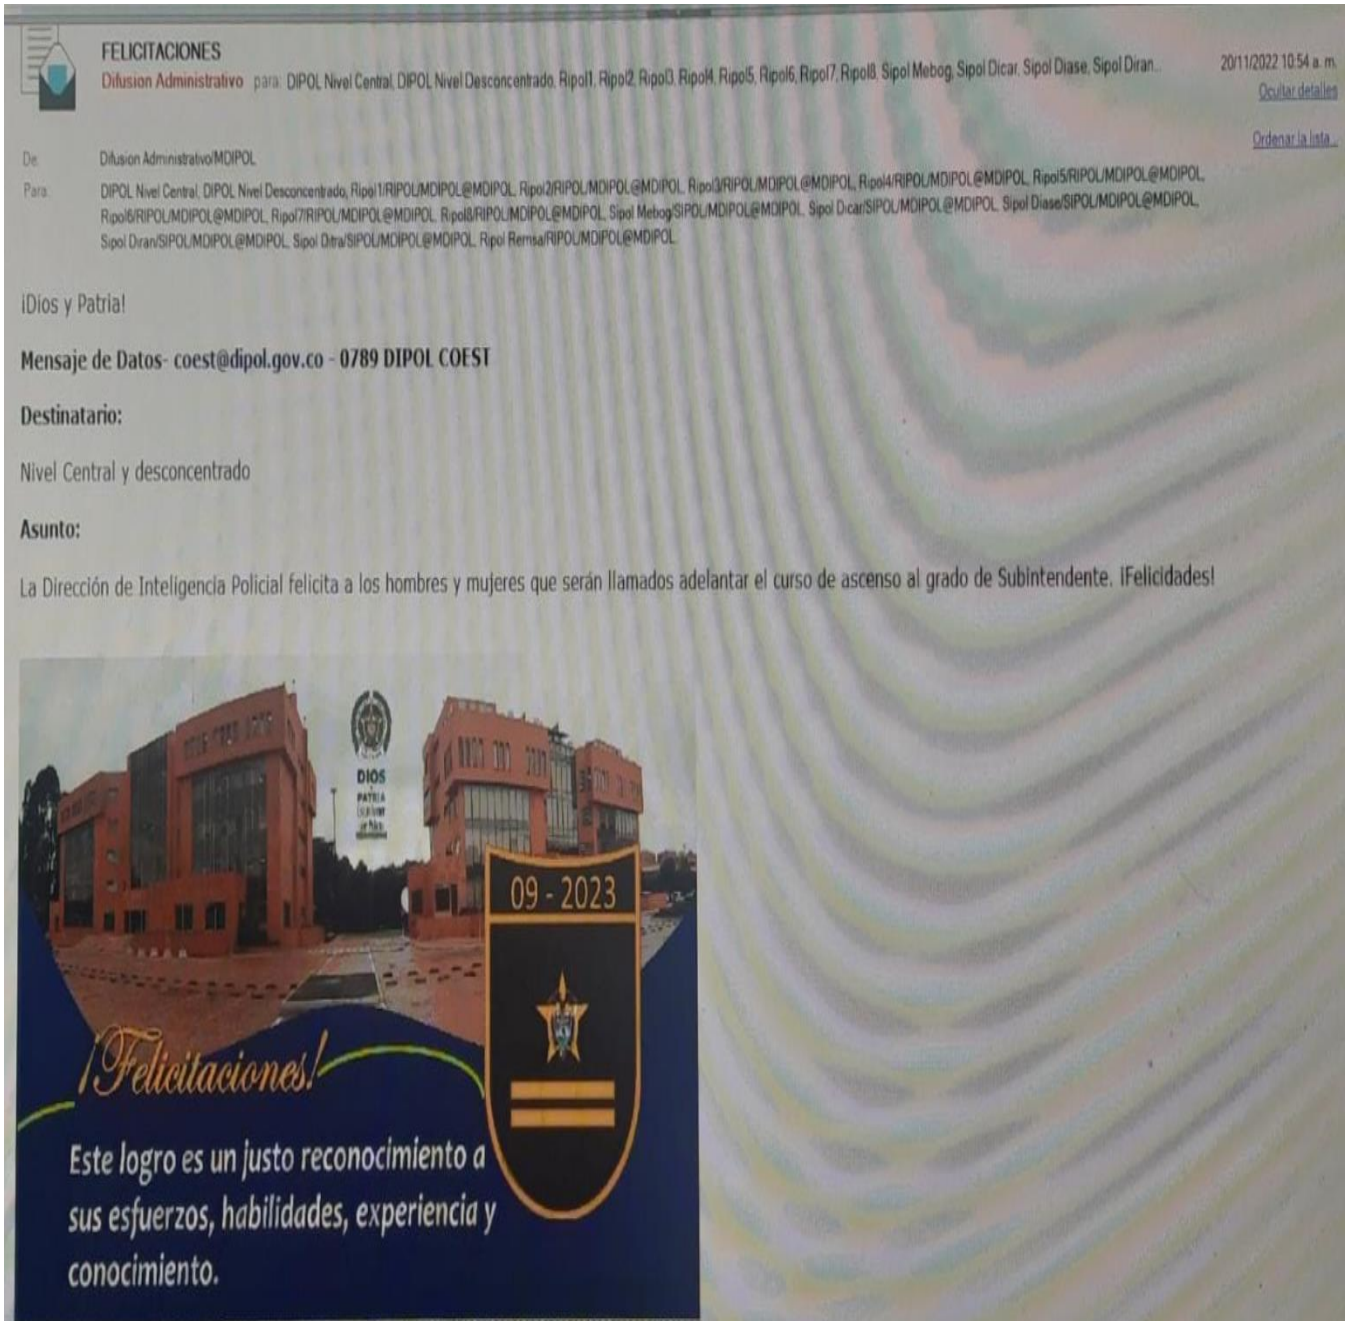 FELICITACIONES
Difusion Administrativo para: DIPOL Nivel Central, DIPOL Nivel Desconcentrado, Ripol1, Ripol2, Ripol3, Ripol4, Ripol5, Ripol6, Ripol7, Ripol8, Sipol Mebog, Sipol Dicar, Sipol Diase, Sipol Diran...
20/11/2022 10:54 a. m.
Ocultar detalles
Ordenar la lista...
De: Difusion Administrativo/MDIPOL
Para: DIPOL Nivel Central, DIPOL Nivel Desconcentrado, Ripol1/RIPOL/MDIPOL@MDIPOL, Ripol2/RIPOL/MDIPOL@MDIPOL, Ripol3/RIPOL/MDIPOL@MDIPOL, Ripol4/RIPOL/MDIPOL@MDIPOL, Ripol5/RIPOL/MDIPOL@MDIPOL,
Ripol6/RIPOL/MDIPOL@MDIPOL, Ripol7/RIPOL/MDIPOL@MDIPOL, Ripol8/RIPOL/MDIPOL@MDIPOL, Sipol Mebog/SIPOL/MDIPOL@MDIPOL, Sipol Dicar/SIPOL/MDIPOL@MDIPOL, Sipol Diase/SIPOL/MDIPOL@MDIPOL,
Sipol Diran/SIPOL/MDIPOL@MDIPOL, Sipol Ditra/SIPOL/MDIPOL@MDIPOL, Ripol Remsa/RIPOL/MDIPOL@MDIPOL
¡Dios y Patria!
Mensaje de Datos- coest@dipol.gov.co - 0789 DIPOL COEST
Destinatario:
Nivel Central y desconcentrado
Asunto:
La Dirección de Inteligencia Policial felicita a los hombres y mujeres que serán llamados adelantar el curso de ascenso al grado de Subintendente. ¡Felicidades!
DIOS
PATRIA
09 - 2023
¡Felicitaciones!
Este logro es un justo reconocimiento a
sus esfuerzos, habilidades, experiencia y
conocimiento.